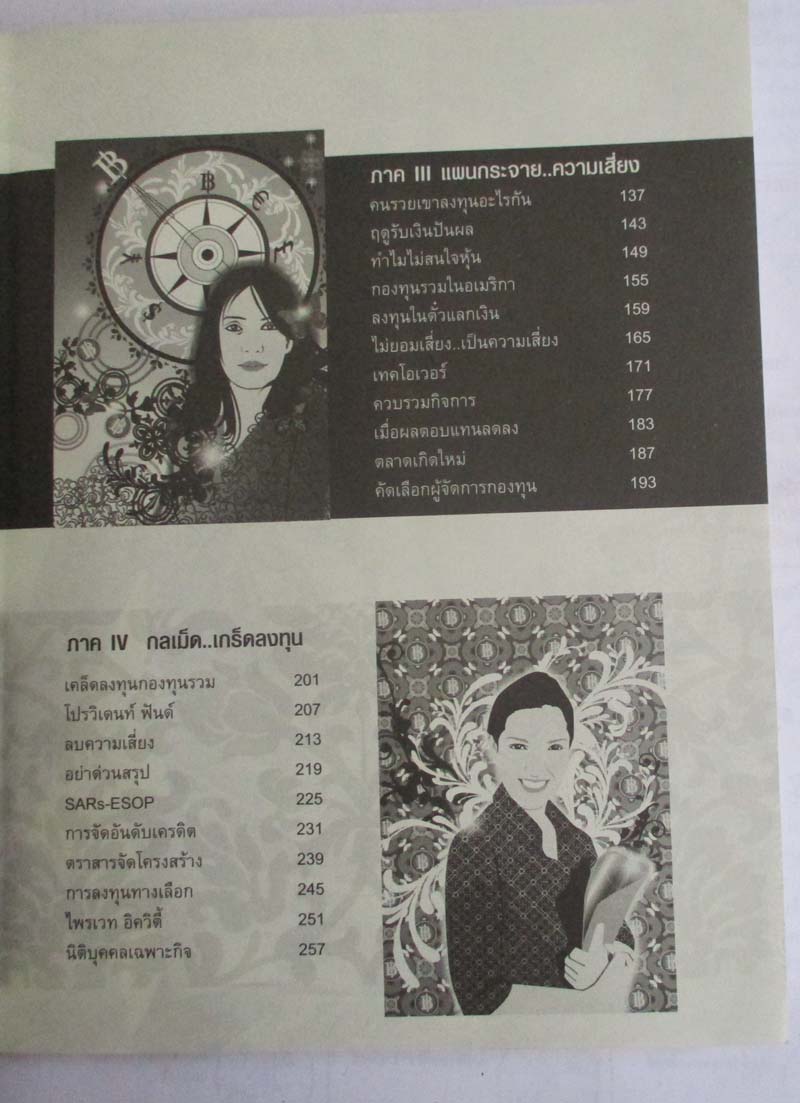 ภาค III แผนกระจาย..ความเสี่ยง
คนรวยเขาลงทุนอะไรกัน 137
ฤดูรับเงินปันผล 143
ทำไมไม่สนใจหุ้น 149
กองทุนรวมในอเมริกา 155
ลงทุนในตั๋วแลกเงิน 159
ไม่ยอมเสี่ยง..เป็นความเสี่ยง 165
เทคโอเวอร์ 171
ควบรวมกิจการ 177
เมื่อผลตอบแทนลดลง 183
ตลาดเกิดใหม่ 187
คัดเลือกผู้จัดการกองทุน 193
ภาค IV กลเม็ด..เกร็ดลงทุน
เคล็ดลงทุนกองทุนรวม 201
โปรวิเดนท์ ฟันด์ 207
ลบความเสี่ยง 213
อย่าด่วนสรุป 219
SARs-ESOP 225
การจัดอันดับเครดิต 231
ตราสารจัดโครงสร้าง 239
การลงทุนทางเลือก 245
ไพรเวท อิควิตี้ 251
นิติบุคคลเฉพาะกิจ 257